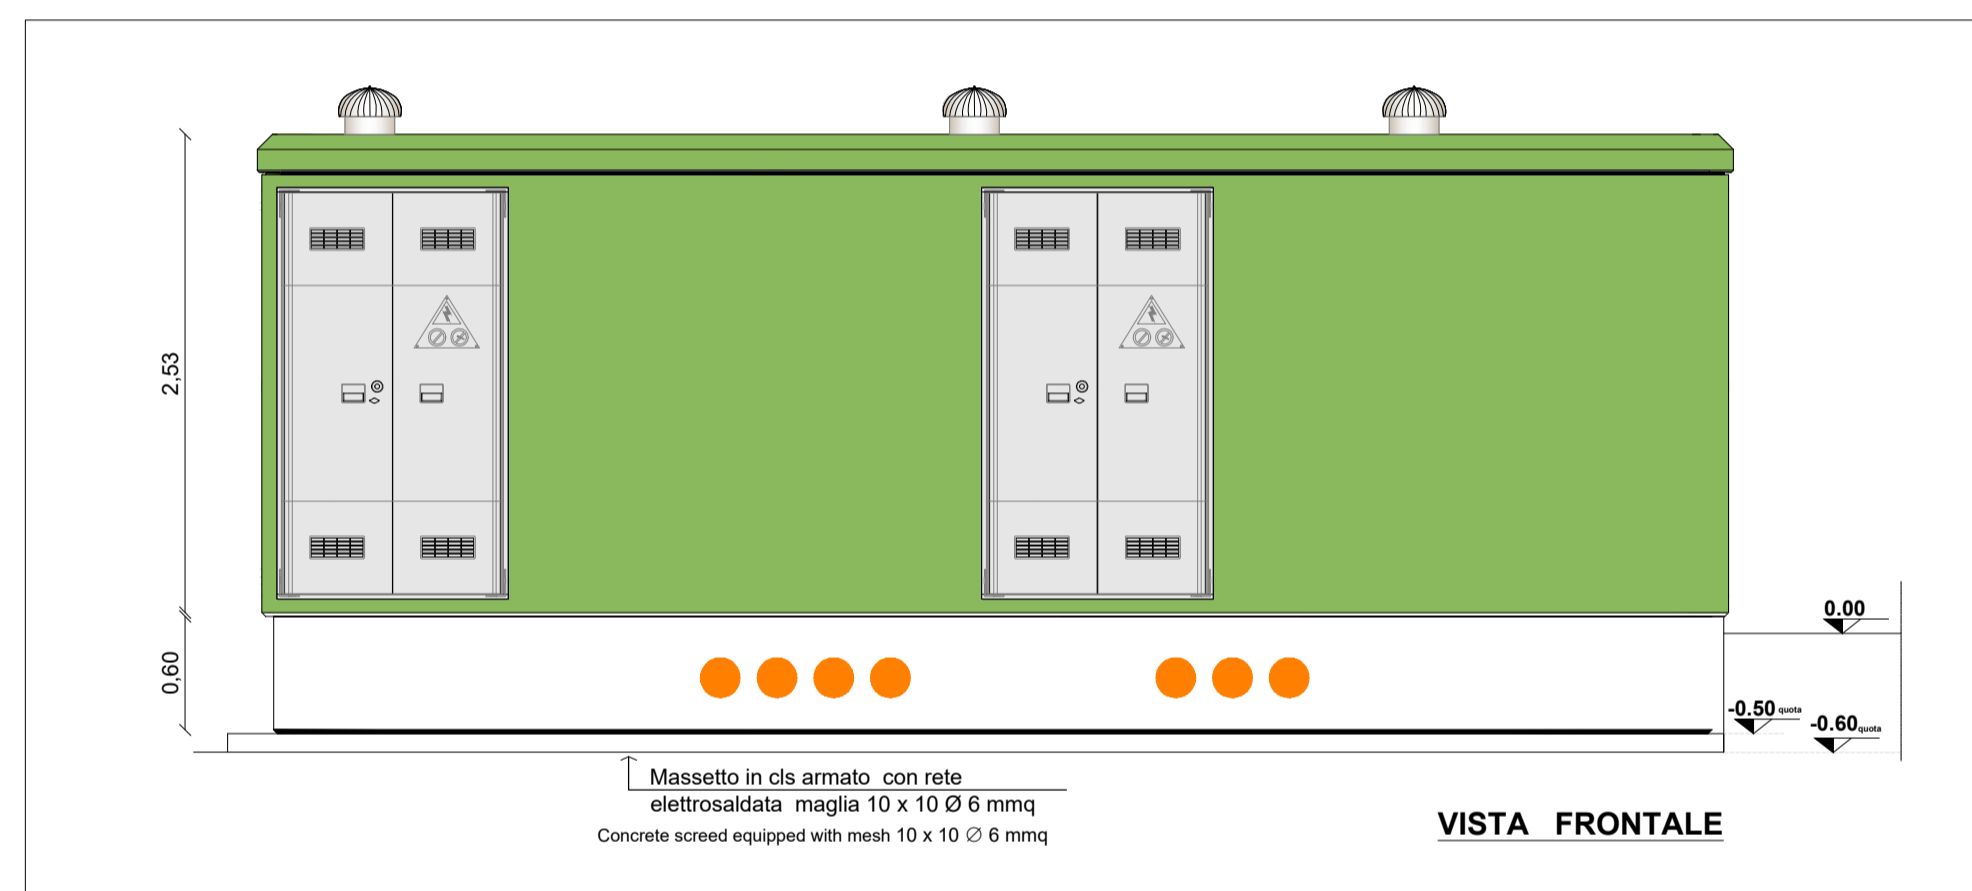 2,53
0,60
0.00
-0.50 quota
-0.60 quota
Massetto in cls armato con rete
elettrosaldata maglia 10 x 10 Ø 6 mmq
Concrete screed equipped with mesh 10 x 10 ∅ 6 mmq
VISTA FRONTALE